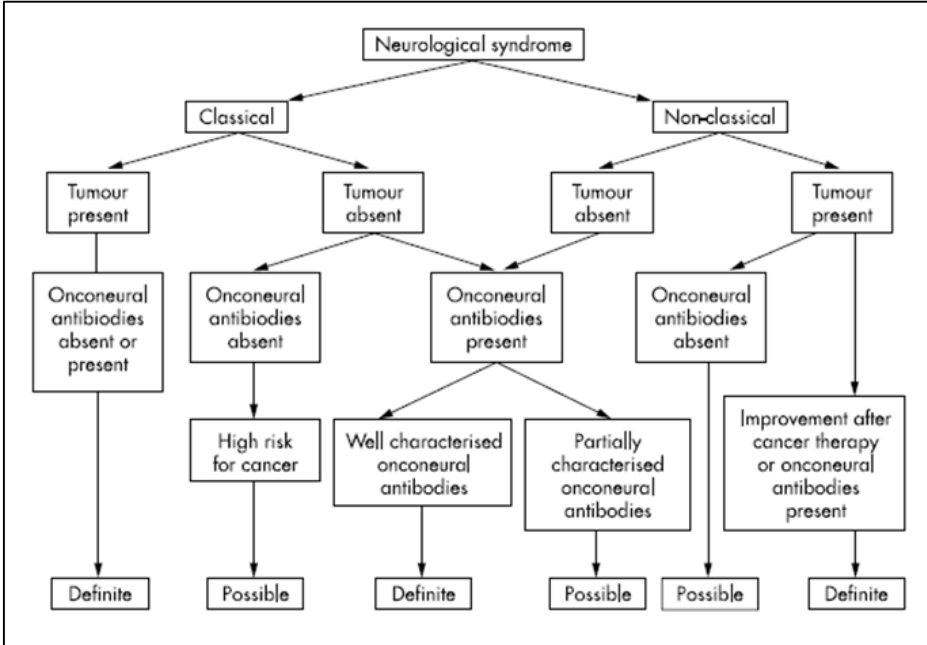 Neurological syndrome
Classical
Non-classical
Tumour
present
Tumour
absent
Tumour
absent
Tumour
present
Onconeural
antibiodies
absent or
present
Onconeural
antibiodies
absent
Onconeural
antibiodies
present
Onconeural
antibiodies
absent
High risk
for cancer
Well characterised
onconeural
antibodies
Partially
characterised
onconeural
antibodies
Improvement after
cancer therapy
or onconeural
antibodies
present
Definite
Possible
Definite
Possible
Possible
Definite